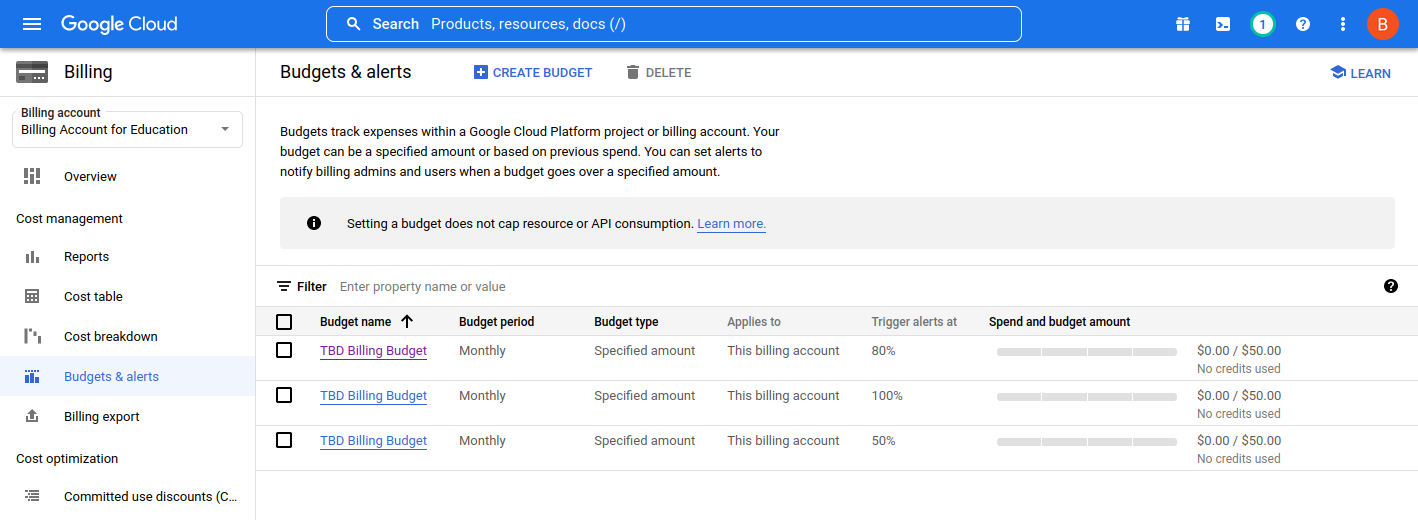 Google Cloud
Search Products, resources, docs (/)
1
B
Billing
Budgets & alerts
CREATE BUDGET
DELETE
LEARN
Billing account
Billing Account for Education
Overview
Cost management
Reports
Cost table
Cost breakdown
Budgets & alerts
Billing export
Cost optimization
Committed use discounts (C...
Budgets track expenses within a Google Cloud Platform project or billing account. Your
budget can be a specified amount or based on previous spend. You can set alerts to
notify billing admins and users when a budget goes over a specified amount.
Setting a budget does not cap resource or API consumption. Learn more.
Filter Enter property name or value
Budget name Budget period Budget type Applies to Trigger alerts at Spend and budget amount
TBD Billing Budget Monthly Specified amount This billing account 80% $0.00 / $50.00
No credits used
TBD Billing Budget Monthly Specified amount This billing account 100% $0.00 / $50.00
No credits used
TBD Billing Budget Monthly Specified amount This billing account 50% $0.00 / $50.00
No credits used